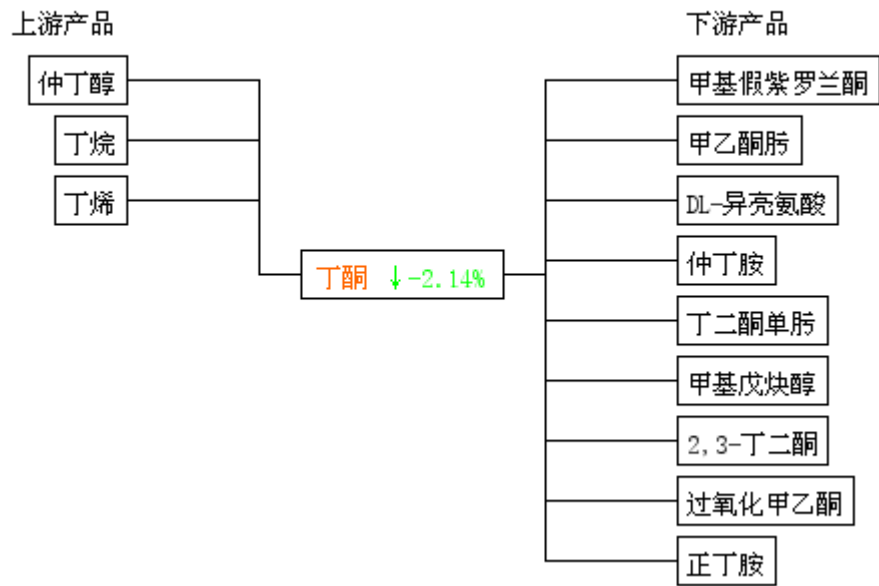 上游产品
下游产品
仲丁醇
丁烷
丁烯
丁酮 ↓-2.14%
甲基假紫罗兰酮
甲乙酮肟
DL-异亮氨酸
仲丁胺
丁二酮单肟
甲基戊炔醇
2,3-丁二酮
过氧化甲乙酮
正丁胺